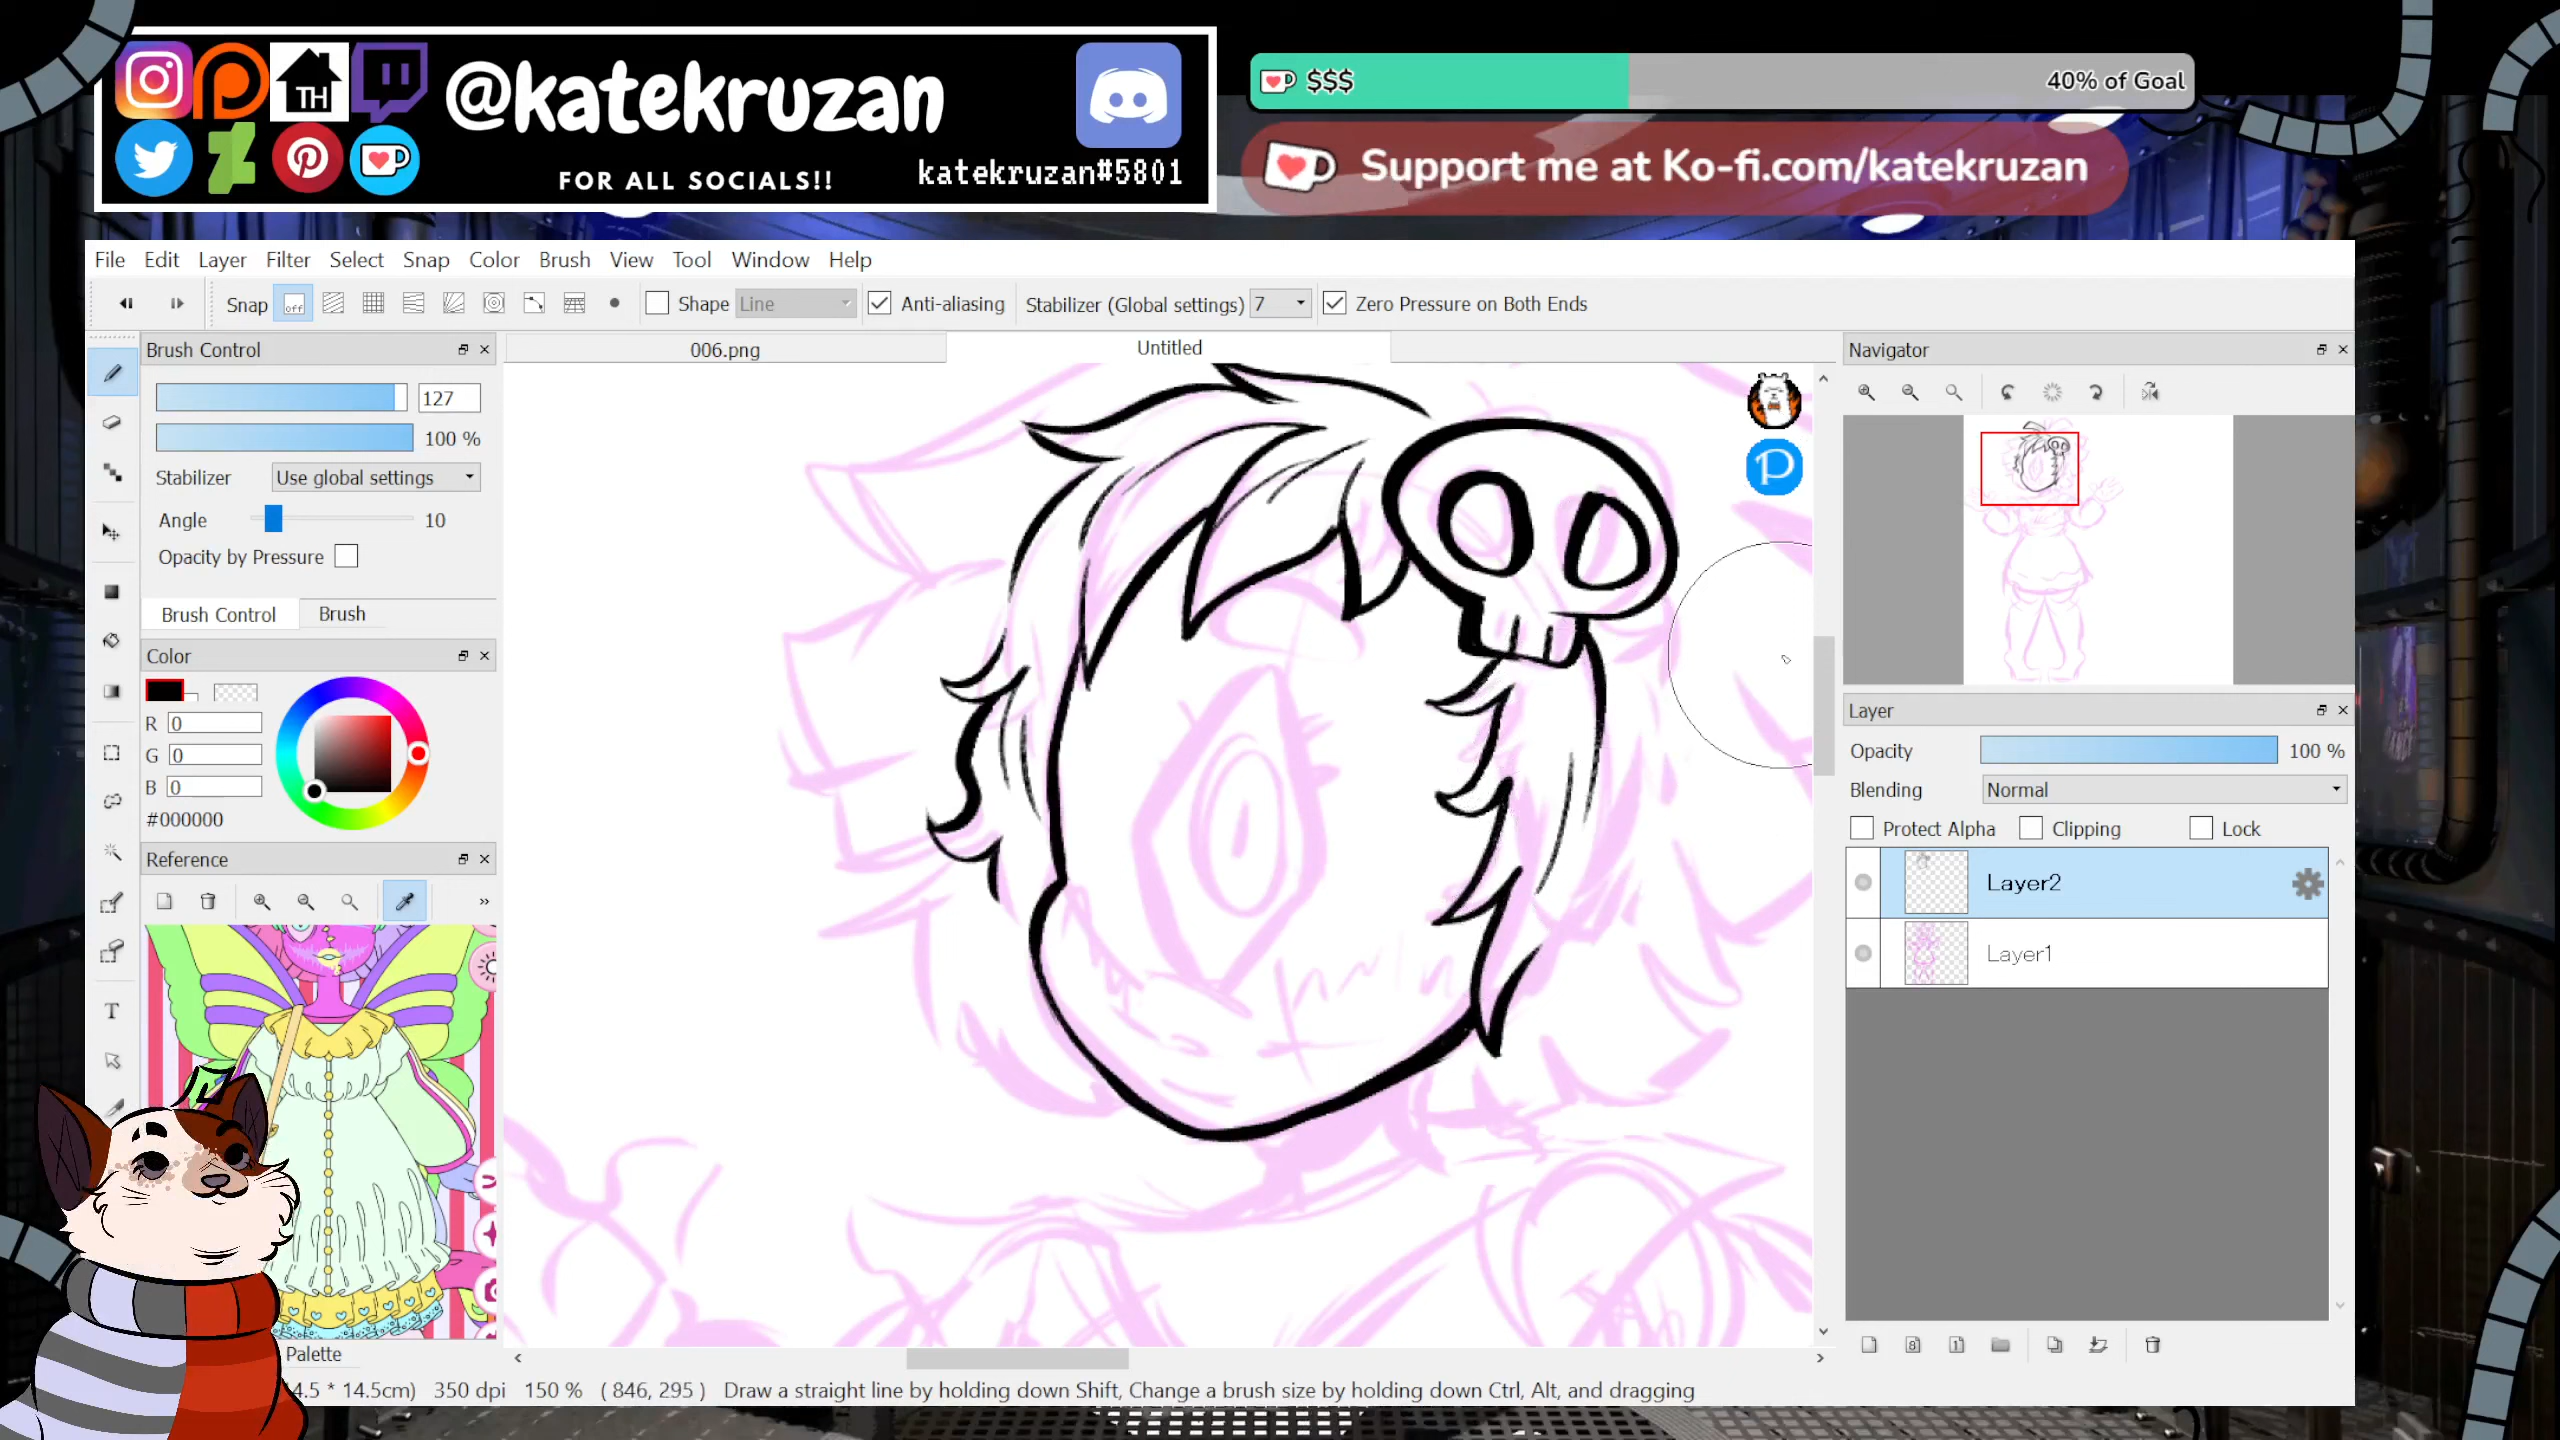 TH
@katekruzan
FOR ALL SOCIALS!!
katekruzan#5801
$$$
40% of Goal
Support me at Ko-fi.com/katekruzan
File Edit Layer Filter Select Snap Color Brush View Tool Window Help
Snap off Shape Line Anti-aliasing Stabilizer (Global settings) 7 Zero Pressure on Both Ends
Brush Control
127
100 %
Stabilizer Use global settings
Angle 10
Opacity by Pressure
Brush Control Brush
Color
R 0
G 0
B 0
#000000
Reference
Palette
006.png
Untitled
Navigator
Layer
Opacity 100 %
Blending Normal
Protect Alpha Clipping Lock
Layer2
Layer1
4.5 * 14.5cm) 350 dpi 150 % ( 846, 295 ) Draw a straight line by holding down Shift, Change a brush size by holding down Ctrl, Alt, and dragging